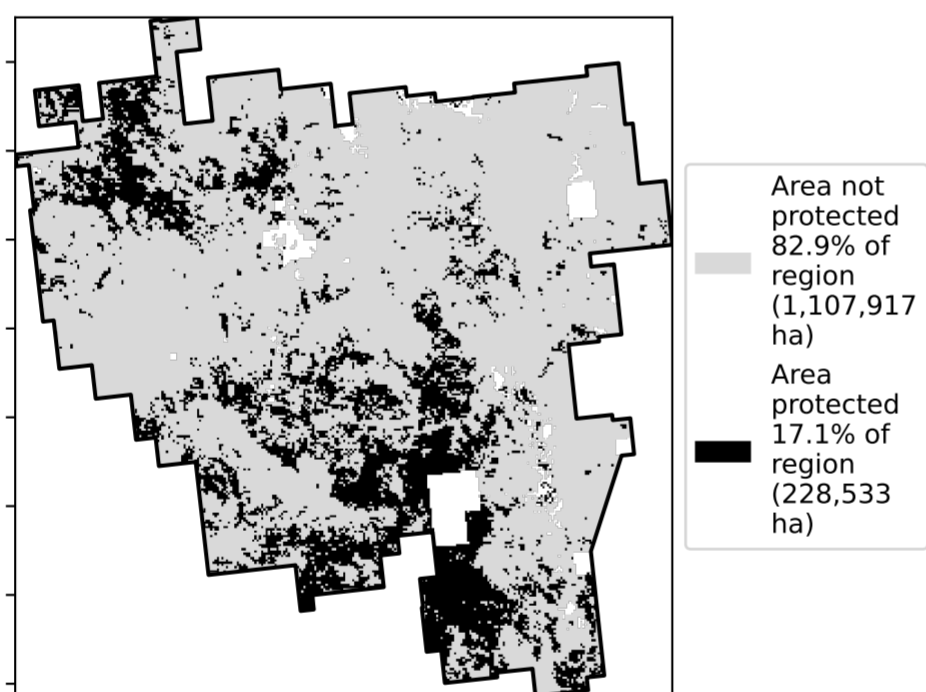 Area not
protected
82.9% of
region
(1,107,917
ha)
Area
protected
17.1% of
region
(228,533
ha)